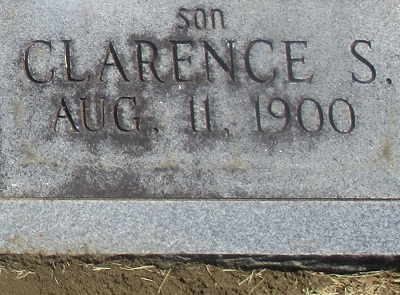 son
CLARENCE S.
AUG. 11, 1900